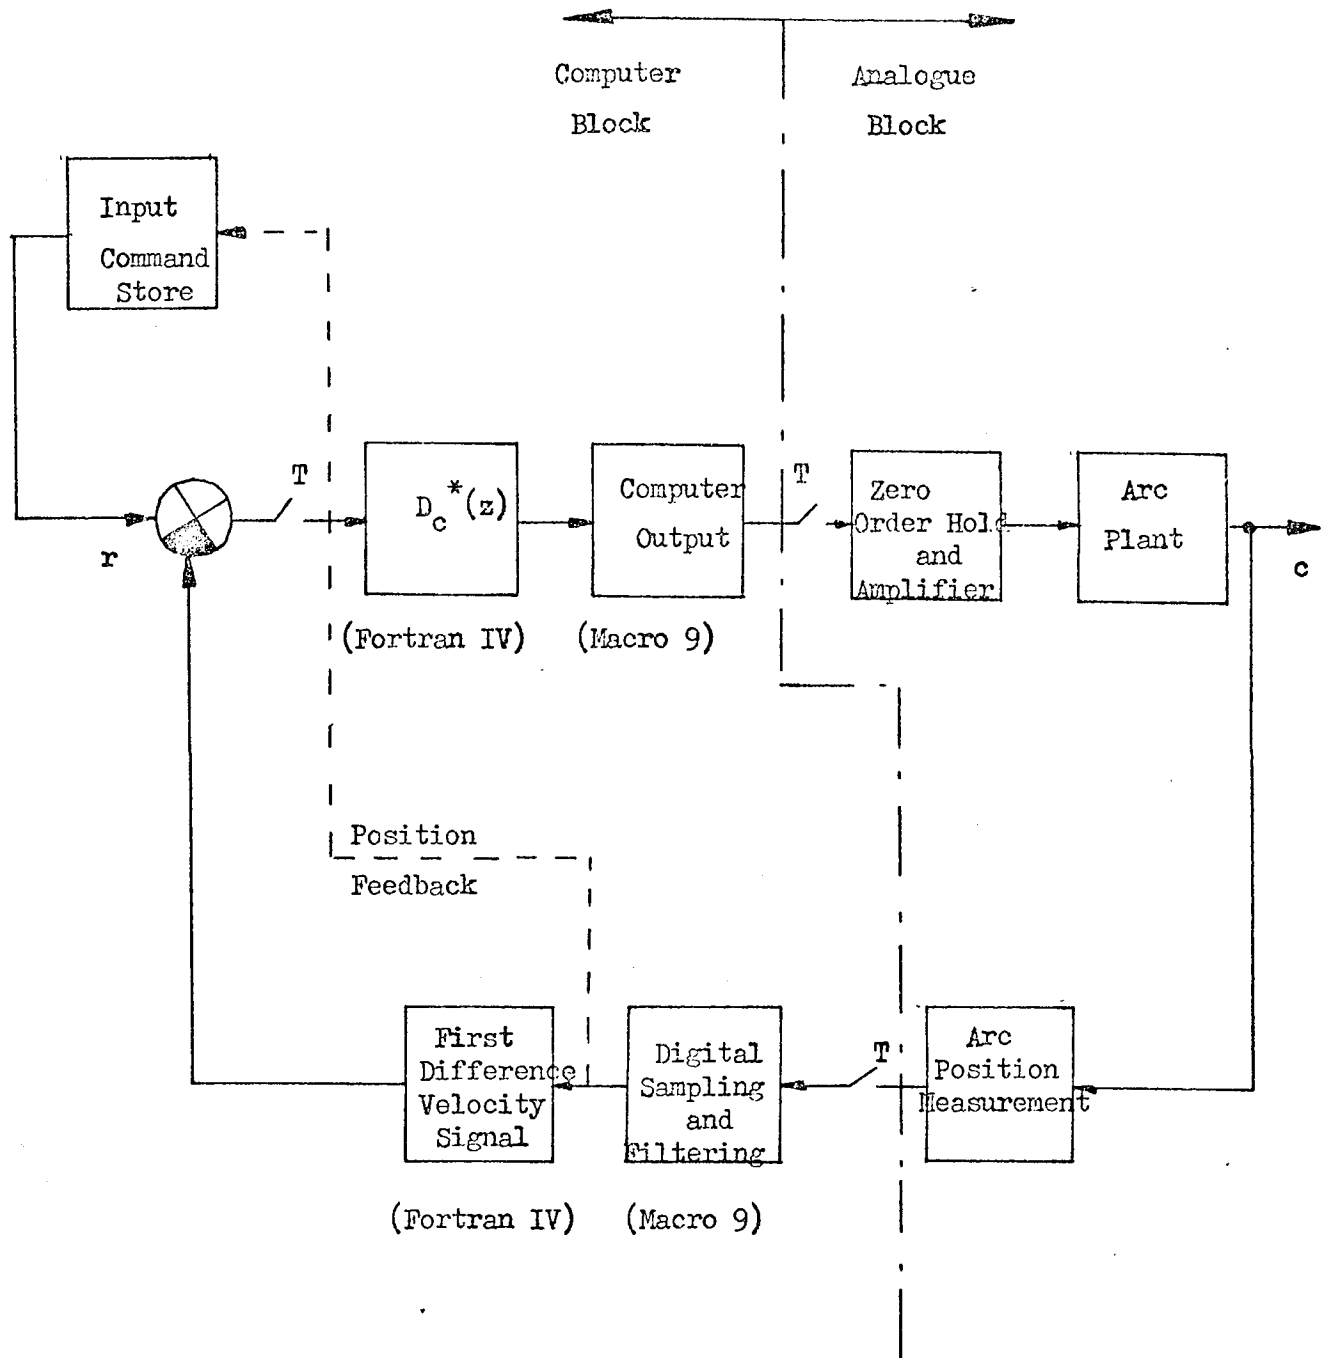 Computer
Block
Analogue
Block
Input
Command
Store
r
T
D_c^*(z)
(Fortran IV)
Computer
Output
(Macro 9)
T
Zero
Order Hold
and
Amplifier
Arc
Plant
c
Position
Feedback
First
Difference
Velocity
Signal
(Fortran IV)
Digital
Sampling
and
Filtering
(Macro 9)
T
Arc
Position
Measurement